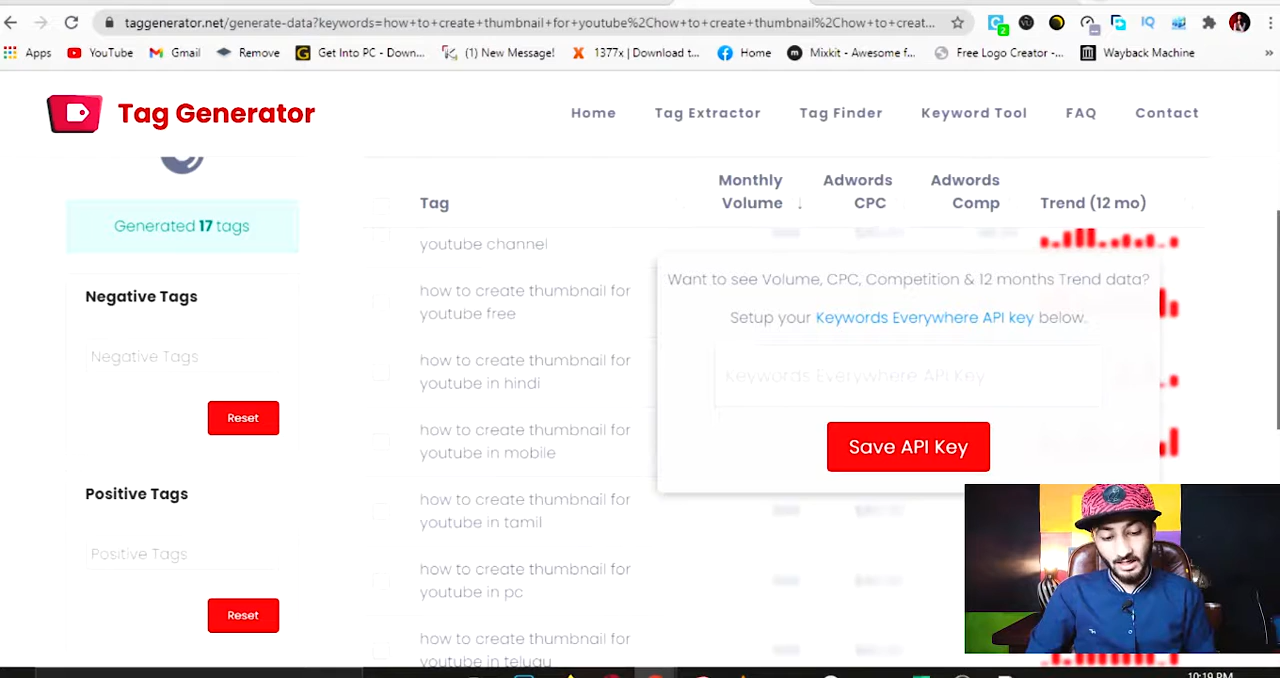 taggenerator.net/generate-data?keywords=how+to+create+thumbnail+for+youtube%2Chow+to+create+thumbnail%2Chow+to+creat...
2
IQ
Apps
YouTube
Gmail
Remove
Get Into PC - Down...
(1) New Message!
1377x | Download t...
Home
Mixkit - Awesome f...
Free Logo Creator -...
Wayback Machine
»
Tag Generator
Home
Tag Extractor
Tag Finder
Keyword Tool
FAQ
Contact
Generated 17 tags
Negative Tags
Negative Tags
Reset
Positive Tags
Positive Tags
Reset
Tag
Monthly
Volume ↓
Adwords
CPC
Adwords
Comp
Trend (12 mo)
youtube channel
how to create thumbnail for
youtube free
how to create thumbnail for
youtube in hindi
how to create thumbnail for
youtube in mobile
how to create thumbnail for
youtube in tamil
how to create thumbnail for
youtube in pc
how to create thumbnail for
youtube in telugu
Want to see Volume, CPC, Competition & 12 months Trend data?
Setup your Keywords Everywhere API key below.
Keywords Everywhere API Key
Save API Key
10:19 PM